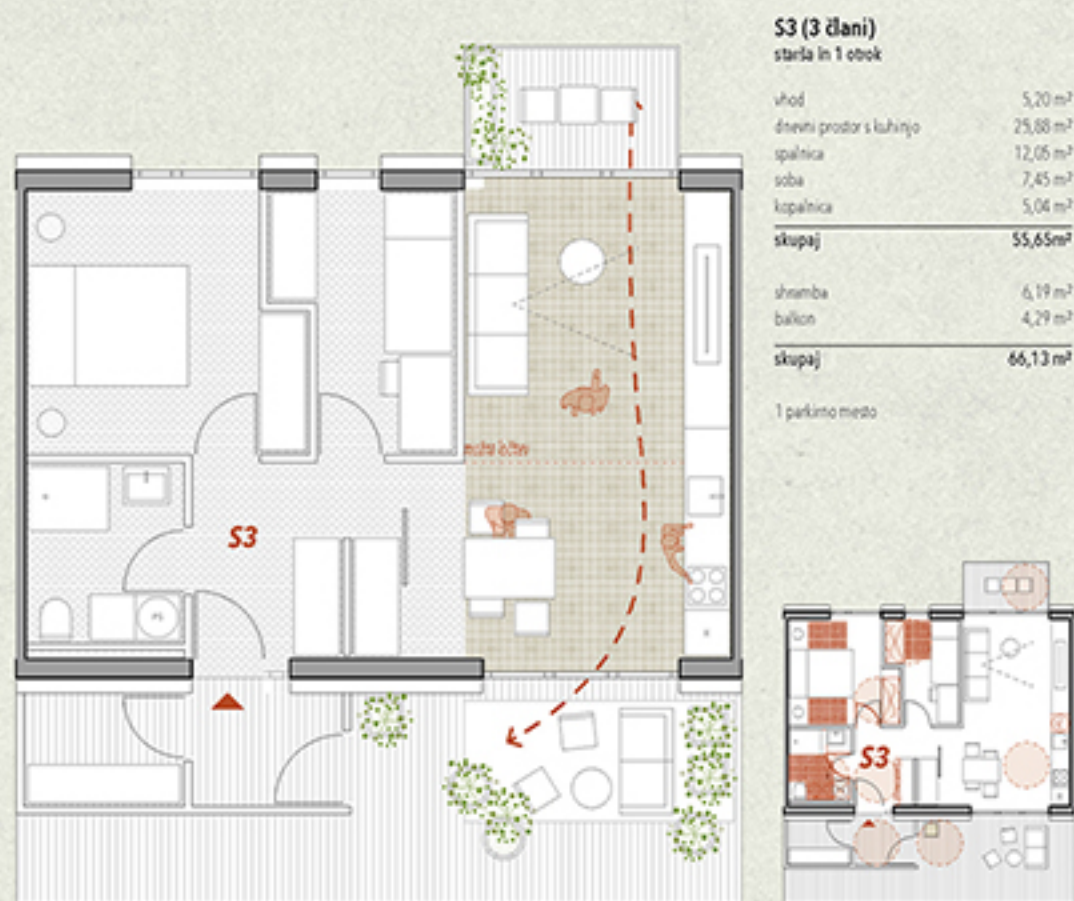 S3 (3 člani)
starša in 1 otrok
vhod 5,20 m²
dnevni prostor s kuhinjo 25,88 m²
spalnica 12,05 m²
soba 7,45 m²
kopalnica 5,04 m²
skupaj 55,65m²
shramba 6,19 m²
balkon 4,29 m²
skupaj 66,13 m²
1 parkirno mesto
S3
PS
S3